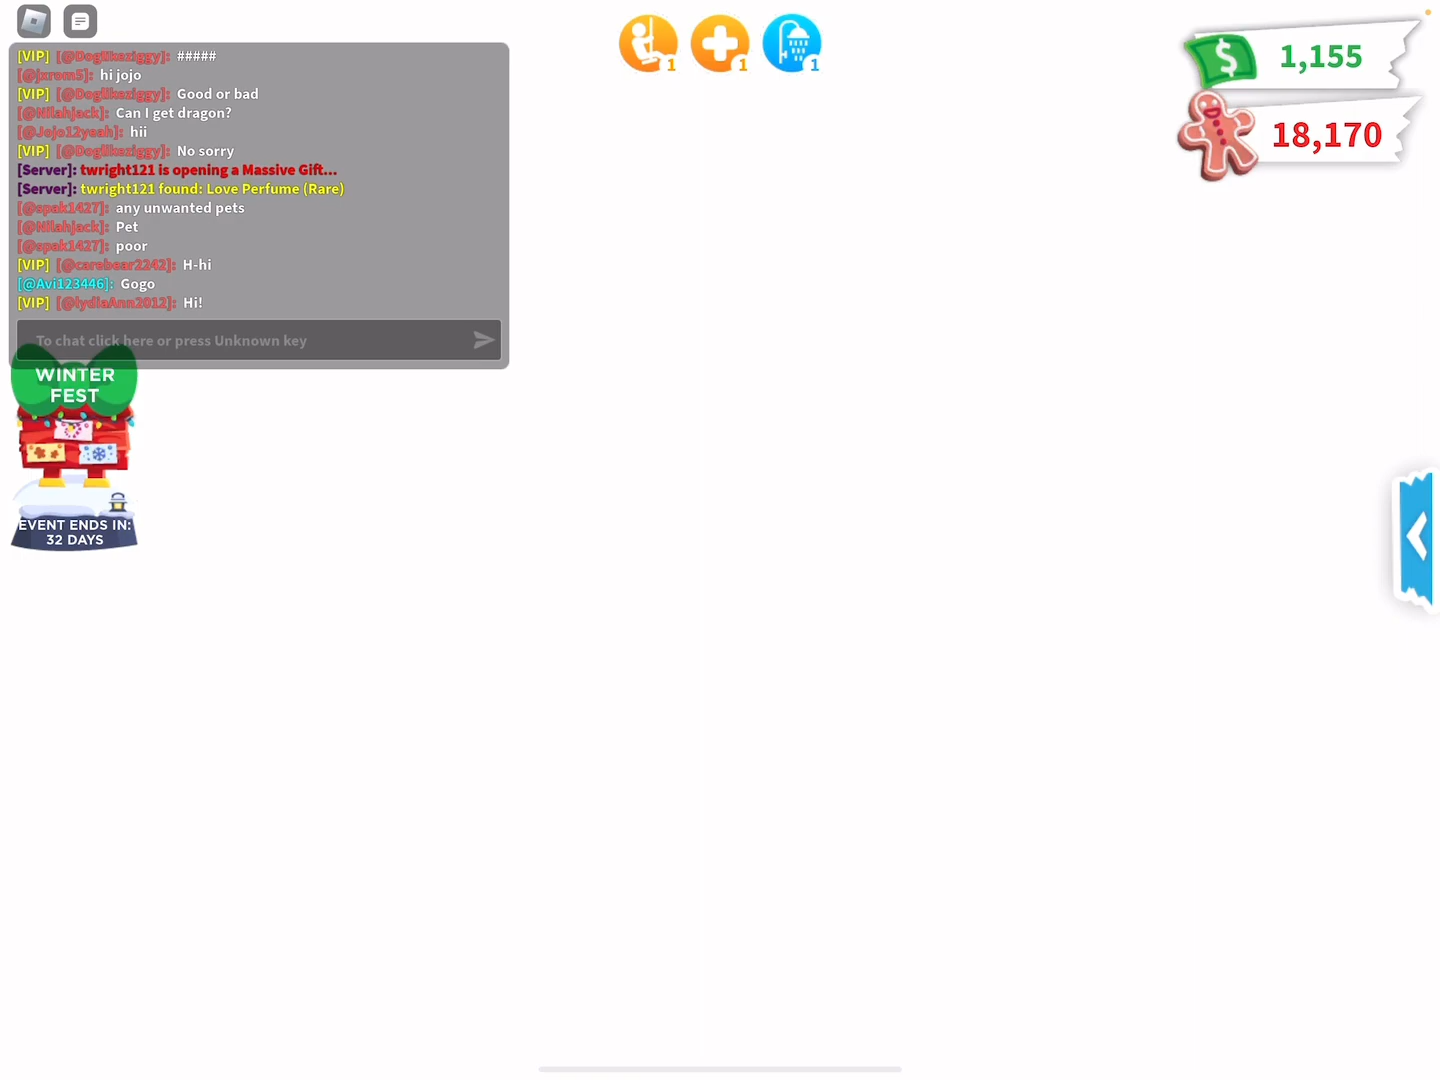 [VIP] [@Doglikeziggy]: #####
[@jxrom5]: hi jojo
[VIP] [@Doglikeziggy]: Good or bad
[@Nilahjack]: Can I get dragon?
[@Jojo12yeah]: hii
[VIP] [@Doglikeziggy]: No sorry
[Server]: twright121 is opening a Massive Gift...
[Server]: twright121 found: Love Perfume (Rare)
[@spak1427]: any unwanted pets
[@Nilahjack]: Pet
[@spak1427]: poor
[VIP] [@carebear2242]: H-hi
[@Avi123446]: Gogo
[VIP] [@lydiaAnn2012]: Hi!
To chat click here or press Unknown key
WINTER
FEST
EVENT ENDS IN:
32 DAYS
1
1
1
1,155
18,170